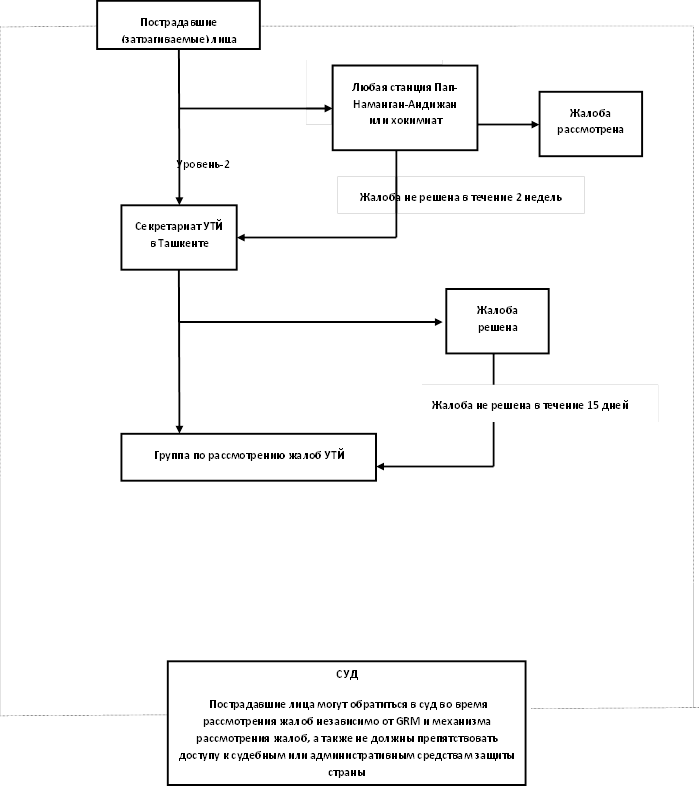 Пострадавшие
(затрагиваемые) лица
Любая станция Пап-
Наманган-Андижан
или хокимиат
Жалоба
рассмотрена
Уровень-2
Жалоба не решена в течение 2 недель
Секретариат УТЙ
в Ташкенте
Жалоба
решена
Жалоба не решена в течение 15 дней
Группа по рассмотрению жалоб УТЙ
СУД
Пострадавшие лица могут обратиться в суд во время
рассмотрения жалоб независимо от GRM и механизма
рассмотрения жалоб, а также не должны препятствовать
доступу к судебным или административным средствам защиты
страны